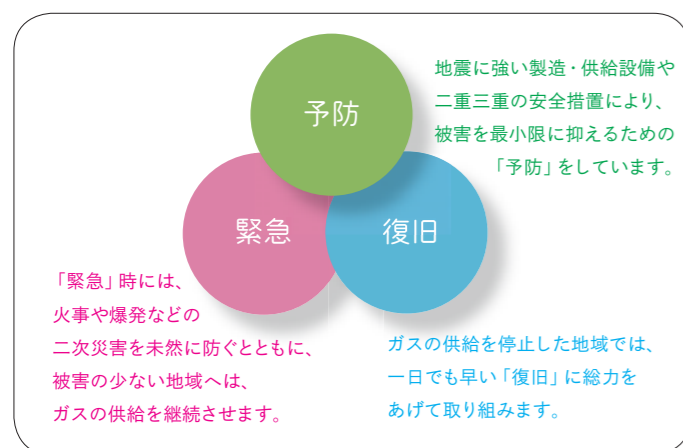 予防
地震に強い製造・供給設備や
二重三重の安全措置により、
被害を最小限に抑えるための
「予防」をしています。
緊急
復旧
「緊急」時には、
火事や爆発などの
二次災害を未然に防ぐとともに、
被害の少ない地域へは、
ガスの供給を継続させます。
ガスの供給を停止した地域では、
一日でも早い「復旧」に総力を
あげて取り組みます。